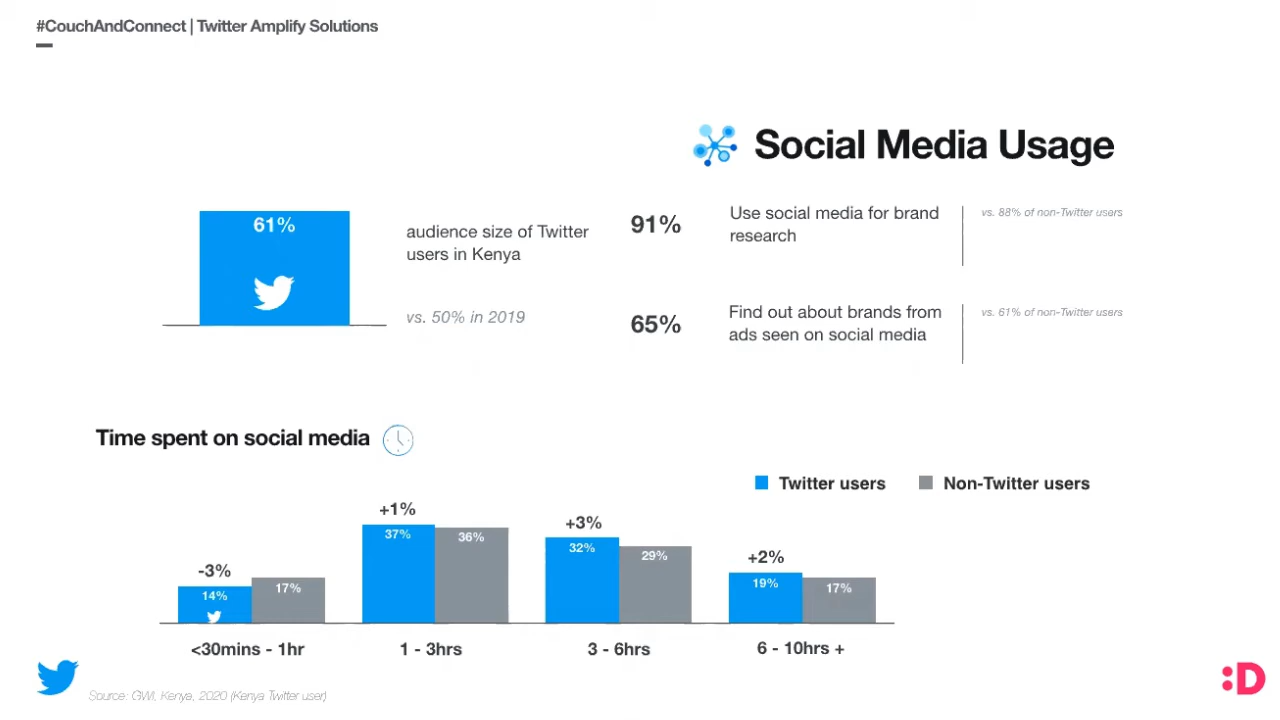 #CouchAndConnect | Twitter Amplify Solutions
Social Media Usage
61%
audience size of Twitter
users in Kenya
vs. 50% in 2019
91%
Use social media for brand
research
vs. 88% of non-Twitter users
65%
Find out about brands from
ads seen on social media
vs. 61% of non-Twitter users
Time spent on social media
Twitter users
Non-Twitter users
-3%
14%
17%
<30mins - 1hr
+1%
37%
36%
1 - 3hrs
+3%
32%
29%
3 - 6hrs
+2%
19%
17%
6 - 10hrs +
Source: GWI, Kenya, 2020 (Kenya Twitter user)
:D